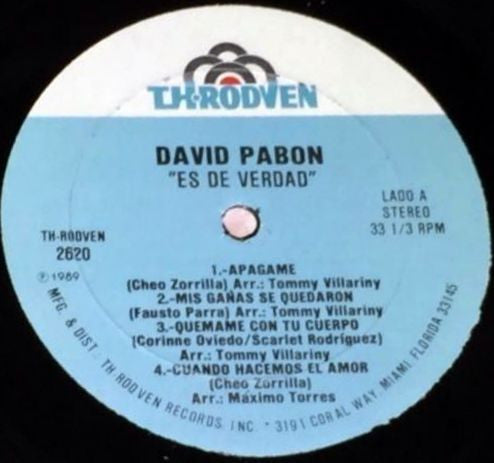 TH-RODVEN
DAVID PABON
"ES DE VERDAD"
LADO A
STEREO
33 1/3 RPM
TH-RODVEN
2620
℗ 1989
1.-APAGAME
(Cheo Zorrilla) Arr.: Tommy Villariny
2.-MIS GAÑAS SE QUEDARON
(Fausto Parra) Arr.: Tommy Villariny
3.-QUEMAME CON TU CUERPO
(Corinne Oviedo/Scarlet Rodríguez)
Arr.: Tommy Villariny
4.-CUANDO HACEMOS EL AMOR
(Cheo Zorrilla)
Arr.: Máximo Torres
MFG. & DIST. TH RODVEN RECORDS INC. • 3191 CORAL WAY. MIAMI. FLORIDA 33145